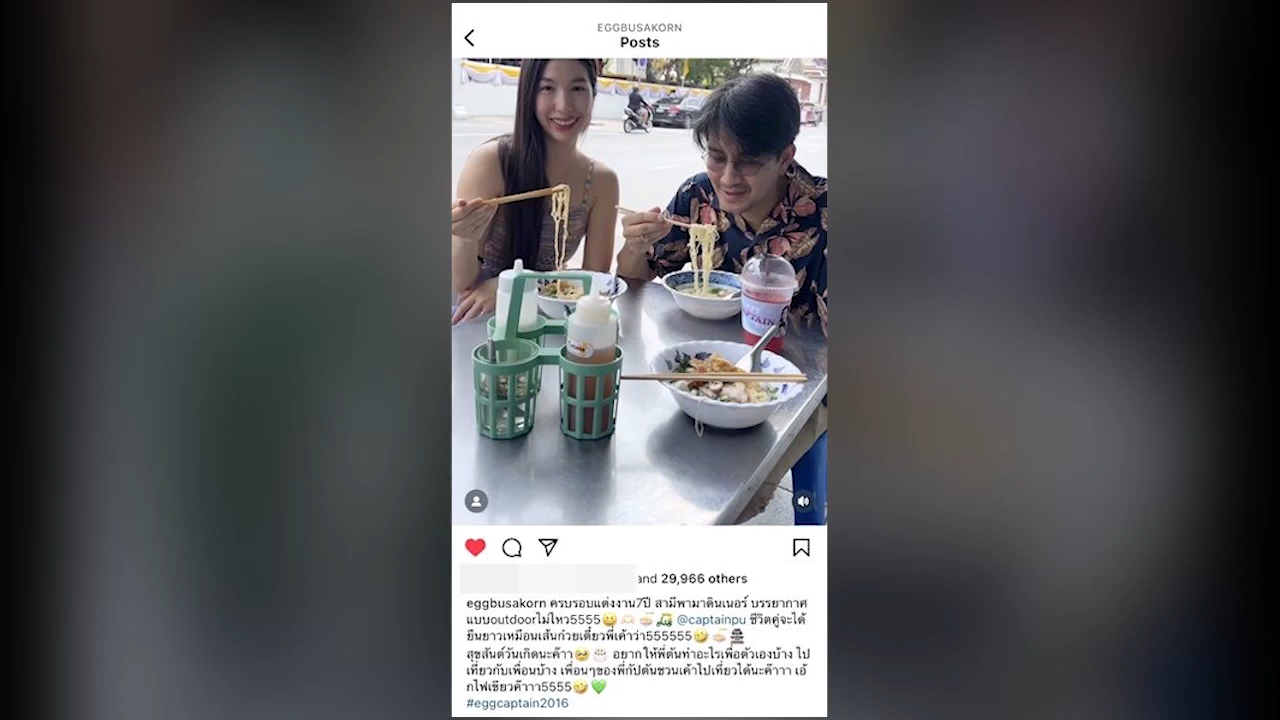 EGGBUSAKORN
Posts
and 29,966 others
eggbusakorn ครบรอบแต่งงาน7ปี สามีพามาดินเนอร์ บรรยากาศ
แบบoutdoorไม่ไหว5555😀🫶🏻🍜🛺 @captainpu ชีวิตคู่จะได้
ยืนยาวเหมือนเส้นก๋วยเตี๋ยวพี่เค้าว่า555555🤣🍜🏯
สุขสันต์วันเกิดนะค๊าา🥹🎂 อยากให้พี่ตันทำอะไรเพื่อตัวเองบ้าง ไป
เที่ยวกับเพื่อนบ้าง เพื่อนๆของพี่กัปตันชวนเค้าไปเที่ยวได้นะค๊าาา เอ้
กไฟเขียวค๊าาา5555🤣💚
#eggcaptain2016